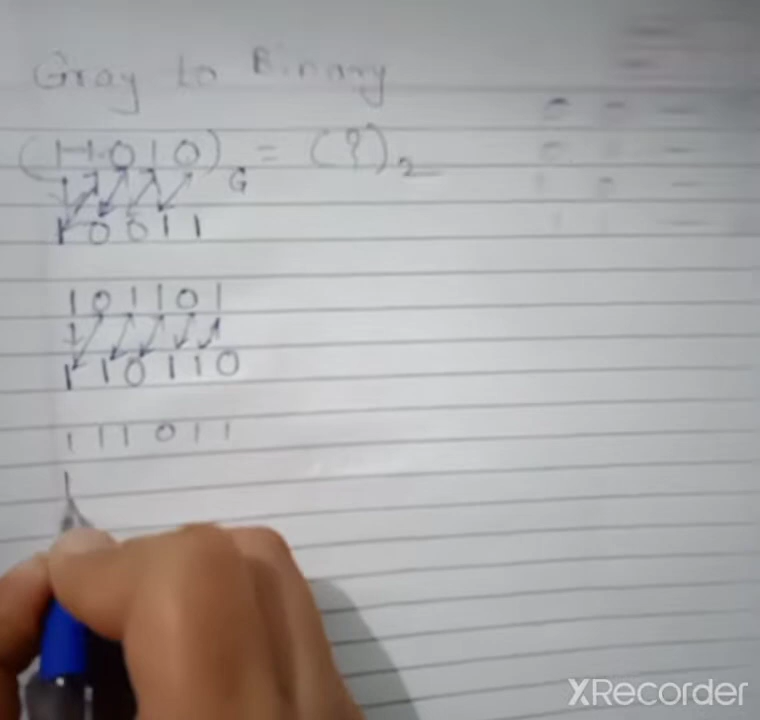 Gray to Binary
(11010)G = (?)2
10011
101101
110110
111011
1
XRecorder